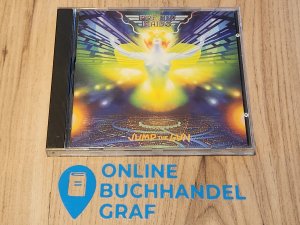 PRETTY
MAIDS
JUMP THE GUN
ONLINE
BUCHHANDEL
GRAF